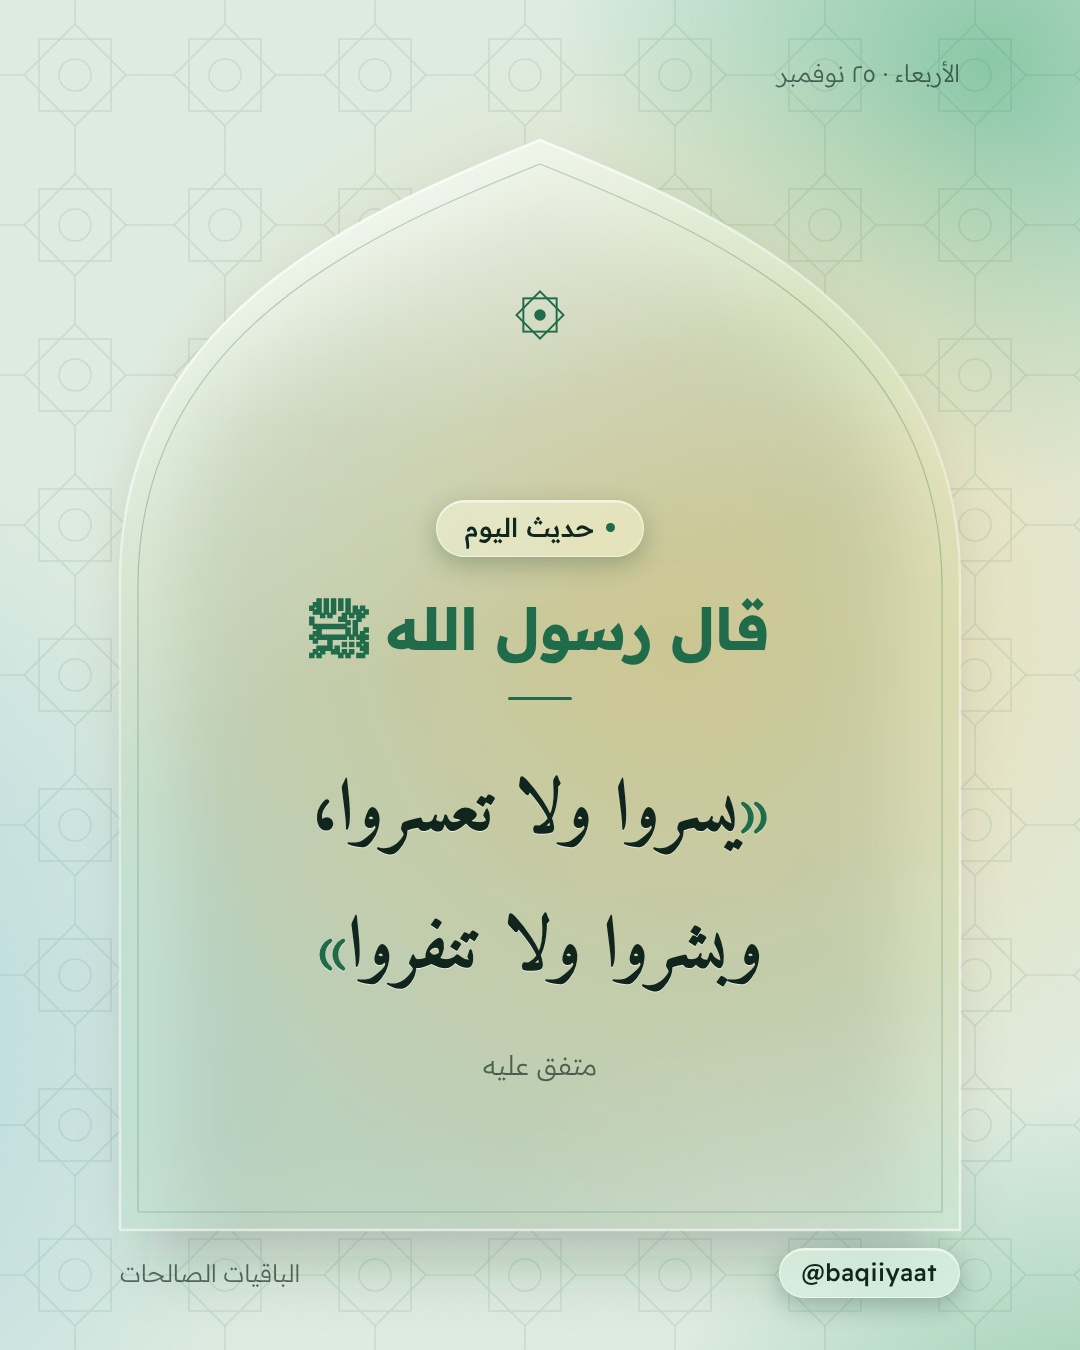 الأربعاء · ٢٥ نوفمبر
حديث اليوم
قال رسول الله ﷺ
«يسروا ولا تعسروا،
وبشروا ولا تنفروا»
متفق عليه
@baqiiyaat
الباقيات الصالحات